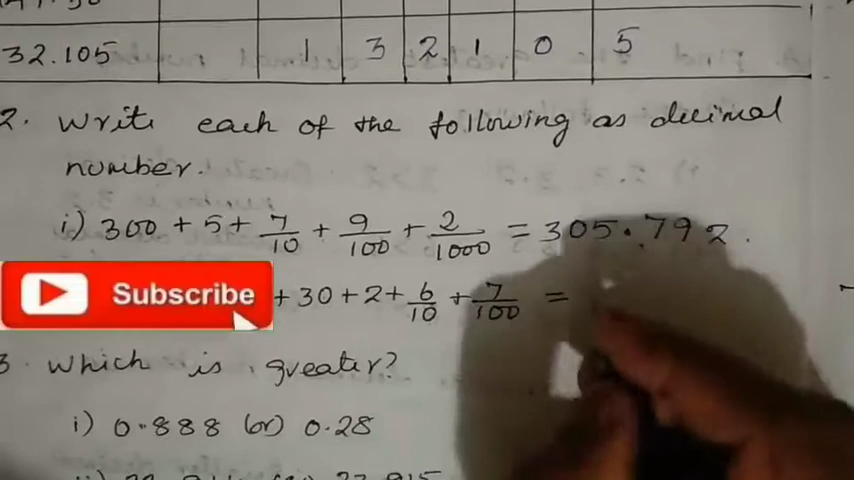 32.105 1 3 2 1 0 5
2. Write each of the following as decimal
number.
i) 300 + 5 + 7/10 + 9/100 + 2/1000 = 305.792.
Subscribe + 30 + 2 + 6/10 + 7/100 =
3. Which is greater?
i) 0.888 (or) 0.28